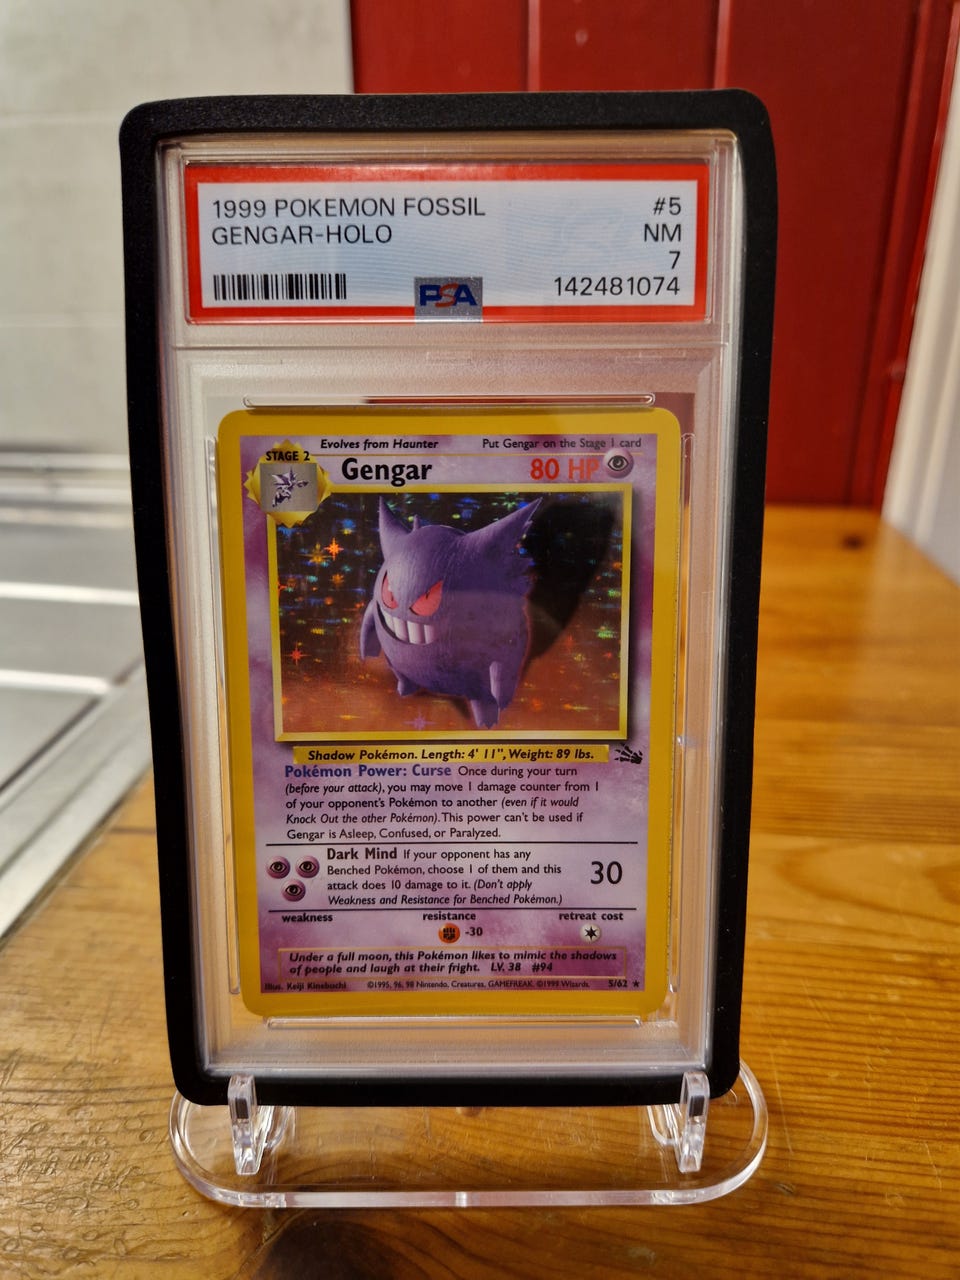 1999 POKEMON FOSSIL #5
GENGAR-HOLO NM
7
PSA 142481074
Evolves from Haunter Put Gengar on the Stage 1 card
STAGE 2 Gengar 80 HP
Shadow Pokémon. Length: 4' 11", Weight: 89 lbs.
Pokémon Power: Curse Once during your turn
(before your attack), you may move 1 damage counter from 1
of your opponent's Pokémon to another (even if it would
Knock Out the other Pokémon). This power can't be used if
Gengar is Asleep, Confused, or Paralyzed.
Dark Mind If your opponent has any
Benched Pokémon, choose 1 of them and this
attack does 10 damage to it. (Don't apply
Weakness and Resistance for Benched Pokémon.)
30
weakness resistance retreat cost
-30
Under a full moon, this Pokémon likes to mimic the shadows
of people and laugh at their fright. LV. 38 #94
Illus. Keiji Kinebuchi ©1995, 96, 98 Nintendo, Creatures, GAMEFREAK. ©1999 Wizards. 5/62 ★